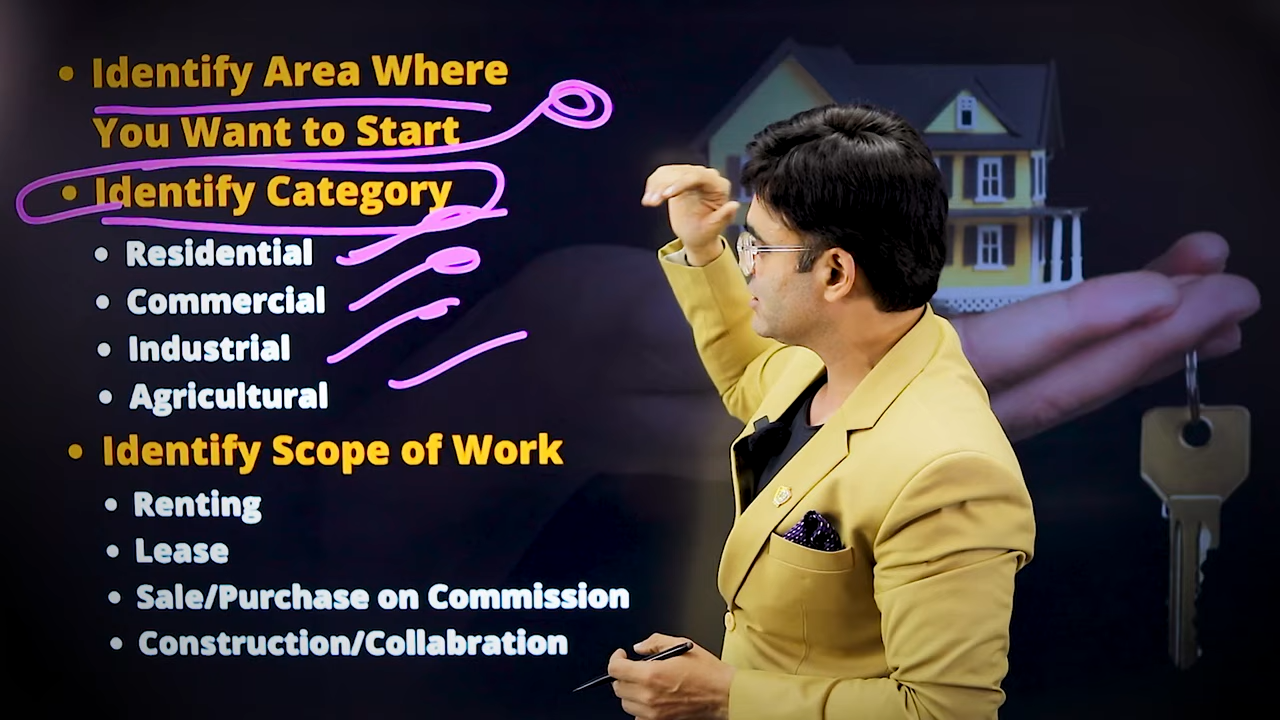 • Identify Area Where
You Want to Start
• Identify Category
• Residential
• Commercial
• Industrial
• Agricultural
• Identify Scope of Work
• Renting
• Lease
• Sale/Purchase on Commission
• Construction/Collabration